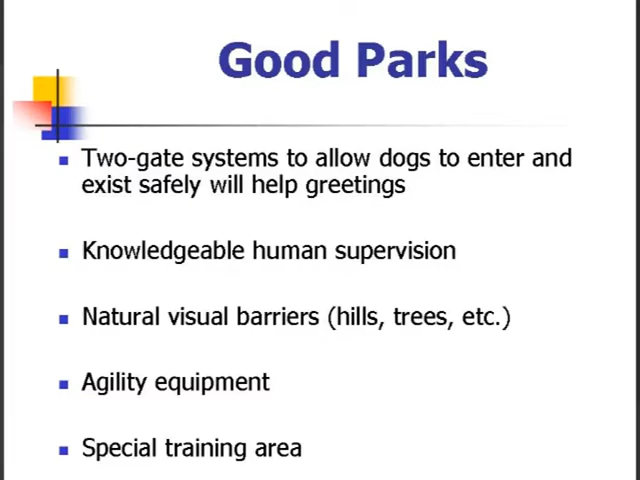 Good Parks
Two-gate systems to allow dogs to enter and
exist safely will help greetings
Knowledgeable human supervision
Natural visual barriers (hills, trees, etc.)
Agility equipment
Special training area